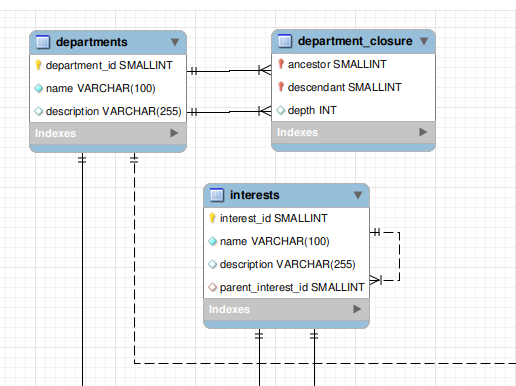 departments
department_id SMALLINT
name VARCHAR(100)
description VARCHAR(255)
Indexes
department_closure
ancestor SMALLINT
descendant SMALLINT
depth INT
Indexes
interests
interest_id SMALLINT
name VARCHAR(100)
description VARCHAR(255)
parent_interest_id SMALLINT
Indexes